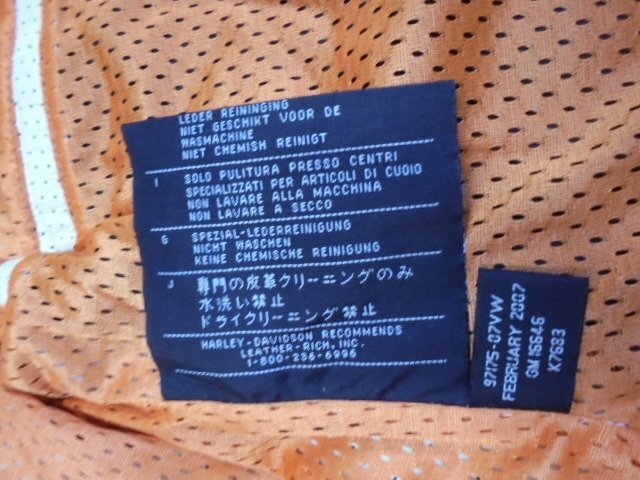 LEDER REINIGING
NIET GESCHIKT VOOR DE
WASMACHINE
NIET CHEMISH REINIGT
I SOLO PULITURA PRESSO CENTRI
SPECIALIZZATI PER ARTICOLI DI CUOIO
NON LAVARE ALLA MACCHINA
NON LAVARE A SECCO
G SPEZIAL-LEDERREINIGUNG
NICHT WASCHEN
KEINE CHEMISCHE REINIGUNG
J 専門の皮革クリーニングのみ
水洗い禁止
ドライクリーニング禁止
HARLEY-DAVIDSON RECOMMENDS
LEATHER-RICH, INC.
1-800-236-6996
97175-07VW
FEBRUARY 2007
GM16646
K7683